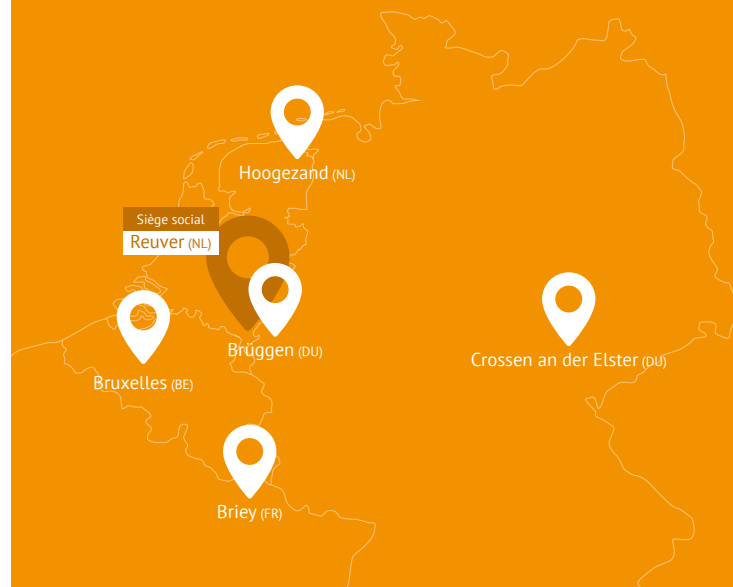 Hoogezand (NL)
Siège social
Reuver (NL)
Brüggen (DU)
Crossen an der Elster (DU)
Bruxelles (BE)
Briey (FR)